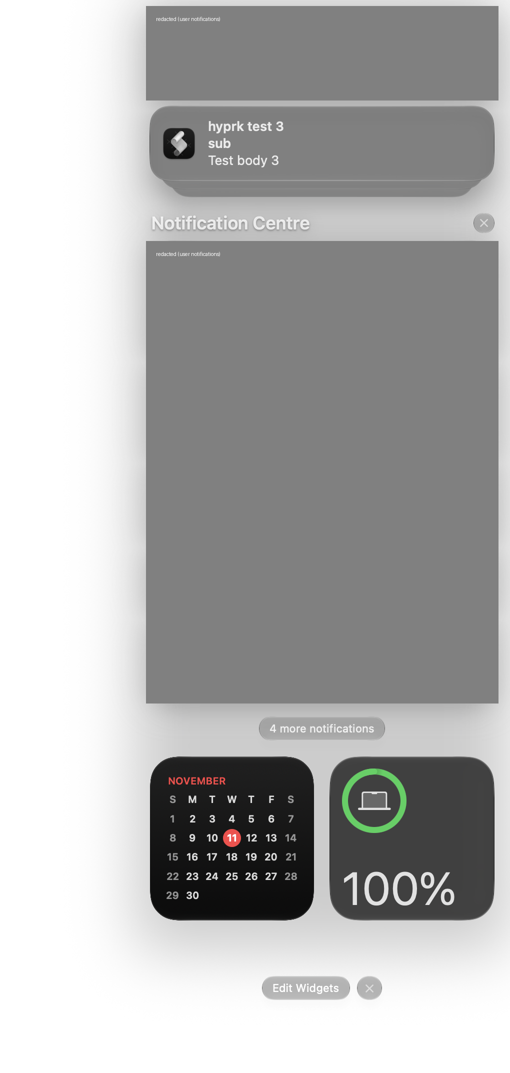 redacted (user notifications)
hyprk test 3
sub
Test body 3
Notification Centre
redacted (user notifications)
4 more notifications
NOVEMBER
S M T W T F S
1 2 3 4 5 6 7
8 9 10 11 12 13 14
15 16 17 18 19 20 21
22 23 24 25 26 27 28
29 30
100%
Edit Widgets